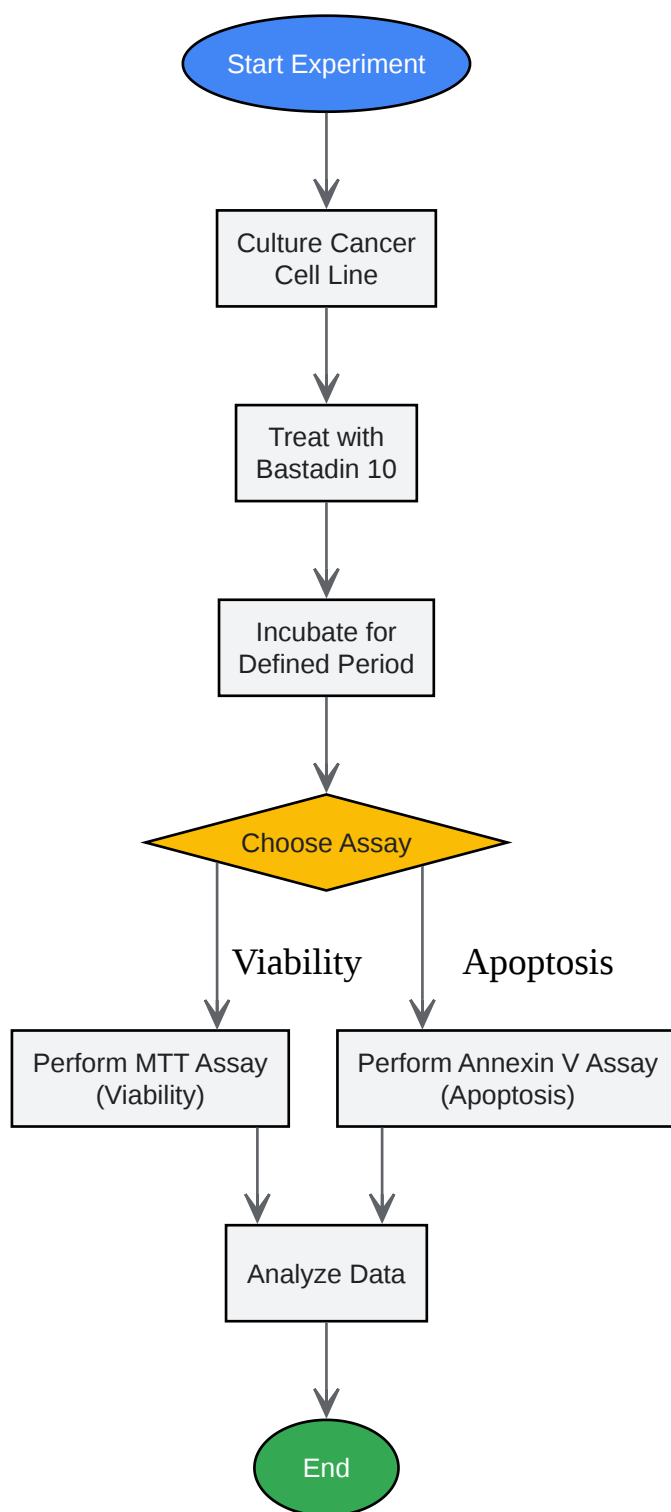 Start Experiment
Culture Cancer
Cell Line
Treat with
Bastadin 10
Incubate for
Defined Period
Choose Assay
Viability
Apoptosis
Perform MTT Assay
(Viability)
Perform Annexin V Assay
(Apoptosis)
Analyze Data
End